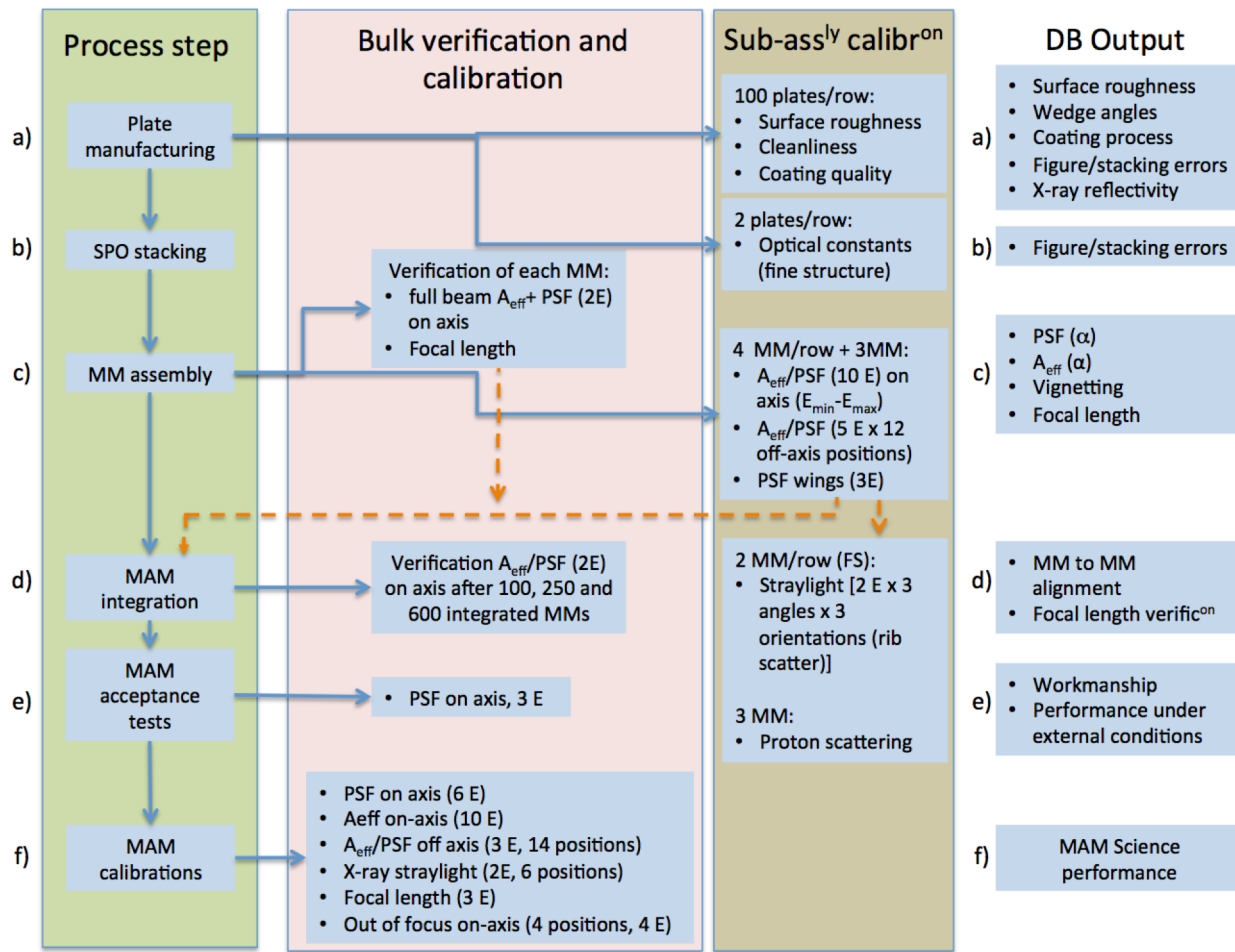 Process step
a)
Plate
manufacturing
b)
SPO stacking
c)
MM assembly
d)
MAM
integration
e)
MAM
acceptance
tests
f)
MAM
calibrations
Bulk verification and
calibration
Verification of each MM:
• full beam A_eff+ PSF (2E)
on axis
• Focal length
Verification A_eff/PSF (2E)
on axis after 100, 250 and
600 integrated MMs
• PSF on axis, 3 E
• PSF on axis (6 E)
• Aeff on-axis (10 E)
• A_eff/PSF off axis (3 E, 14 positions)
• X-ray straylight (2E, 6 positions)
• Focal length (3 E)
• Out of focus on-axis (4 positions, 4 E)
Sub-ass^ly calibr^on
100 plates/row:
• Surface roughness
• Cleanliness
• Coating quality
2 plates/row:
• Optical constants
(fine structure)
4 MM/row + 3MM:
• A_eff/PSF (10 E) on
axis (E_min-E_max)
• A_eff/PSF (5 E x 12
off-axis positions)
• PSF wings (3E)
2 MM/row (FS):
• Straylight [2 E x 3
angles x 3
orientations (rib
scatter)]
3 MM:
• Proton scattering
DB Output
a)
• Surface roughness
• Wedge angles
• Coating process
• Figure/stacking errors
• X-ray reflectivity
b)
• Figure/stacking errors
c)
• PSF (α)
• A_eff (α)
• Vignetting
• Focal length
d)
• MM to MM
alignment
• Focal length verific^on
e)
• Workmanship
• Performance under
external conditions
f)
MAM Science
performance